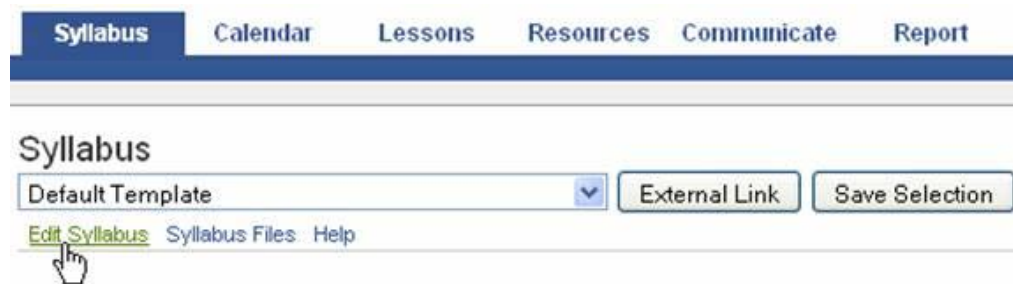 Syllabus Calendar Lessons Resources Communicate Report
Syllabus
Default Template External Link Save Selection
Edit Syllabus Syllabus Files Help